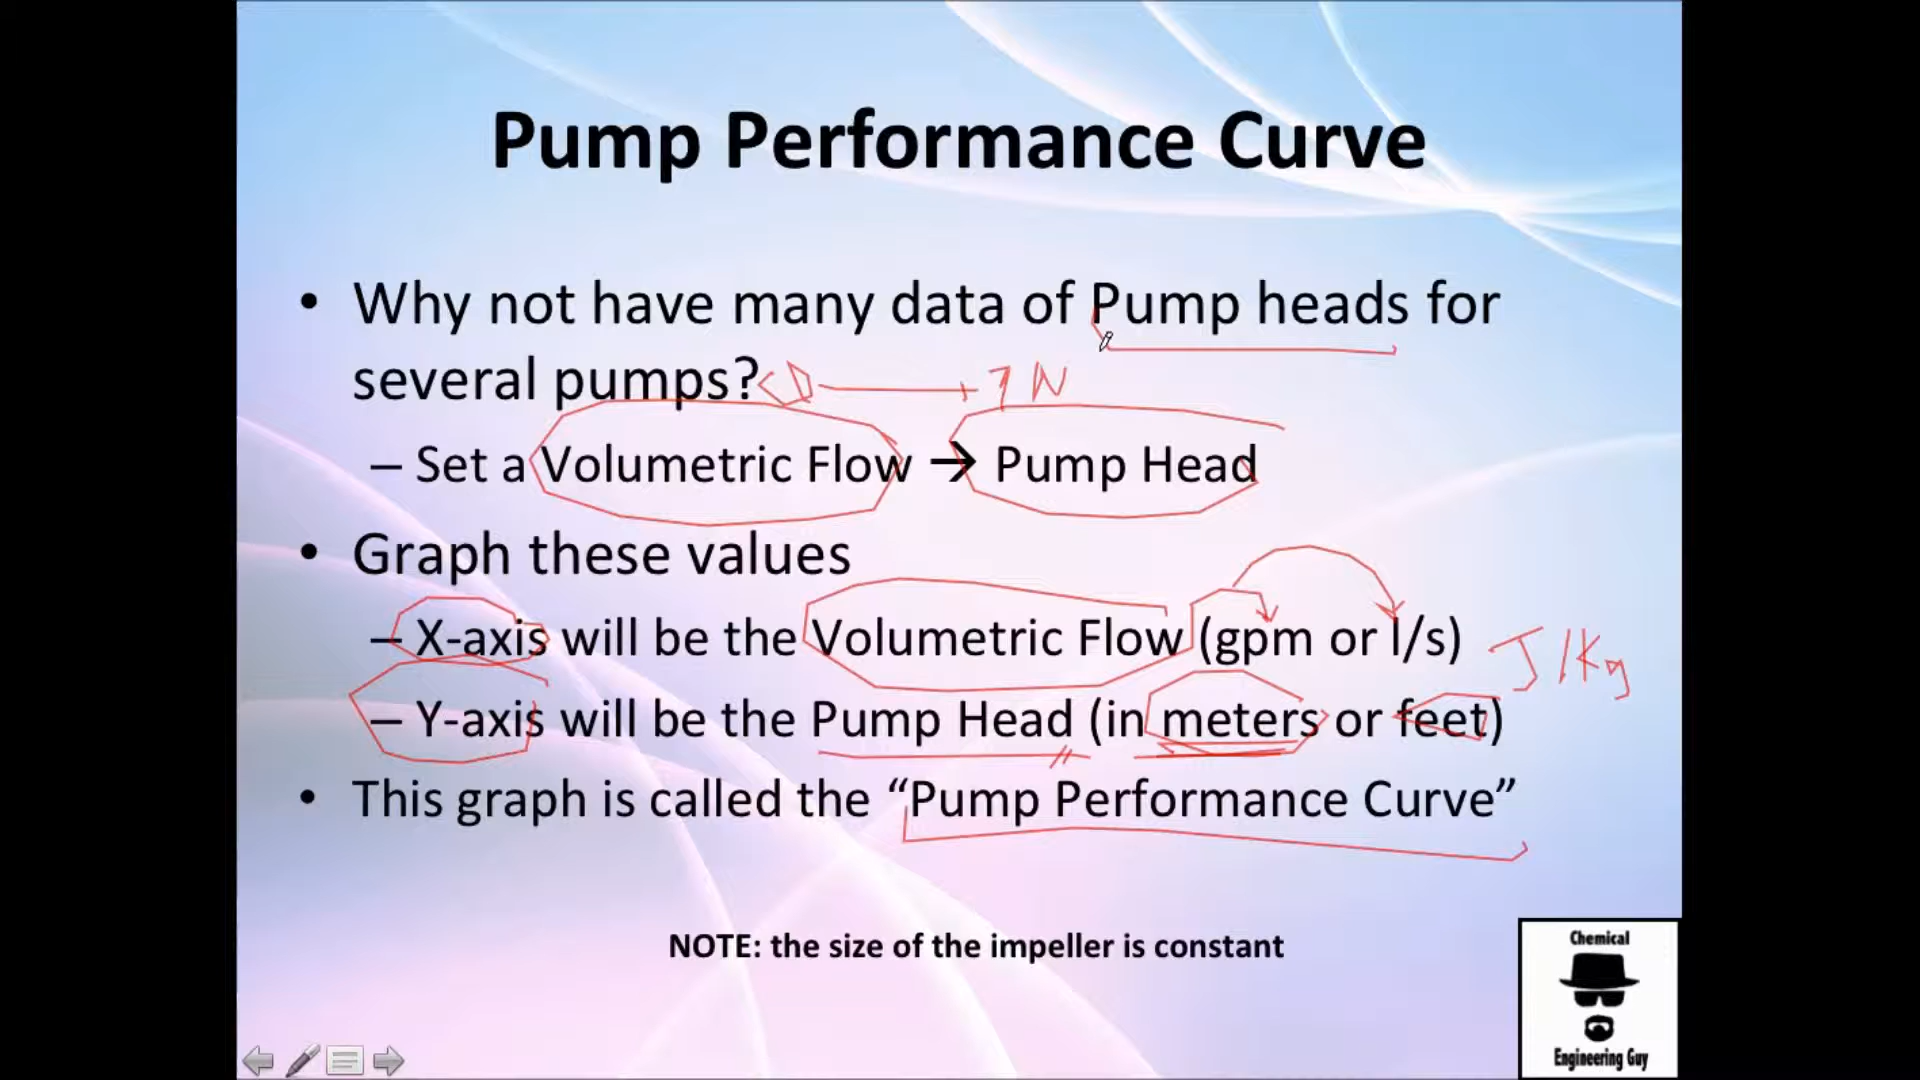 Pump Performance Curve
• Why not have many data of Pump heads for
several pumps?
– Set a Volumetric Flow → Pump Head
• Graph these values
– X-axis will be the Volumetric Flow (gpm or l/s)
J/Kg
– Y-axis will be the Pump Head (in meters or feet)
• This graph is called the “Pump Performance Curve”
NOTE: the size of the impeller is constant
Chemical
Engineering Guy